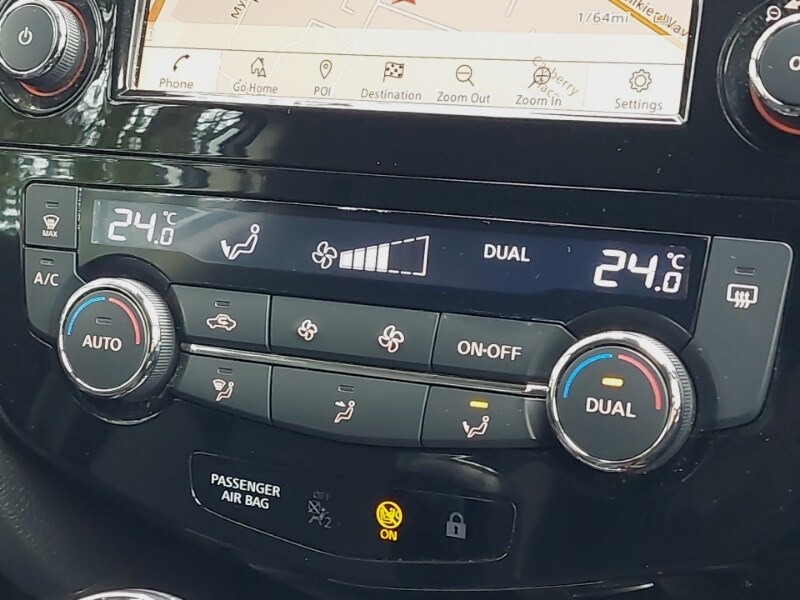 1/64mi
Phone
Go Home
POI
Destination
Zoom Out
Zoom In
Settings
MAX
24.0 °C
DUAL
24.0 °C
A/C
AUTO
ON·OFF
DUAL
PASSENGER
AIR BAG
OFF
2
ON